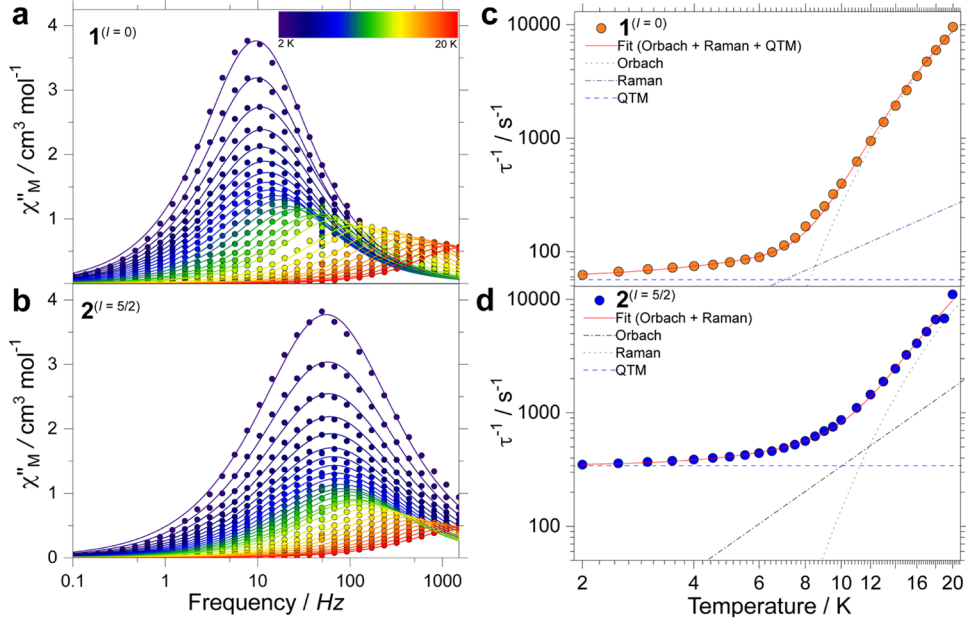 a
1(I = 0)
2 K
20 K
χ''M / cm3 mol-1
4
3
2
1
0
b
2(I = 5/2)
χ''M / cm3 mol-1
4
3
2
1
0
0.1
1
10
100
1000
Frequency / Hz
c
1(I = 0)
Fit (Orbach + Raman + QTM)
Orbach
Raman
QTM
τ-1 / s-1
10000
1000
100
d
2(I = 5/2)
Fit (Orbach + Raman)
Orbach
Raman
QTM
τ-1 / s-1
10000
1000
100
2
4
6
8
10
12
16
20
Temperature / K